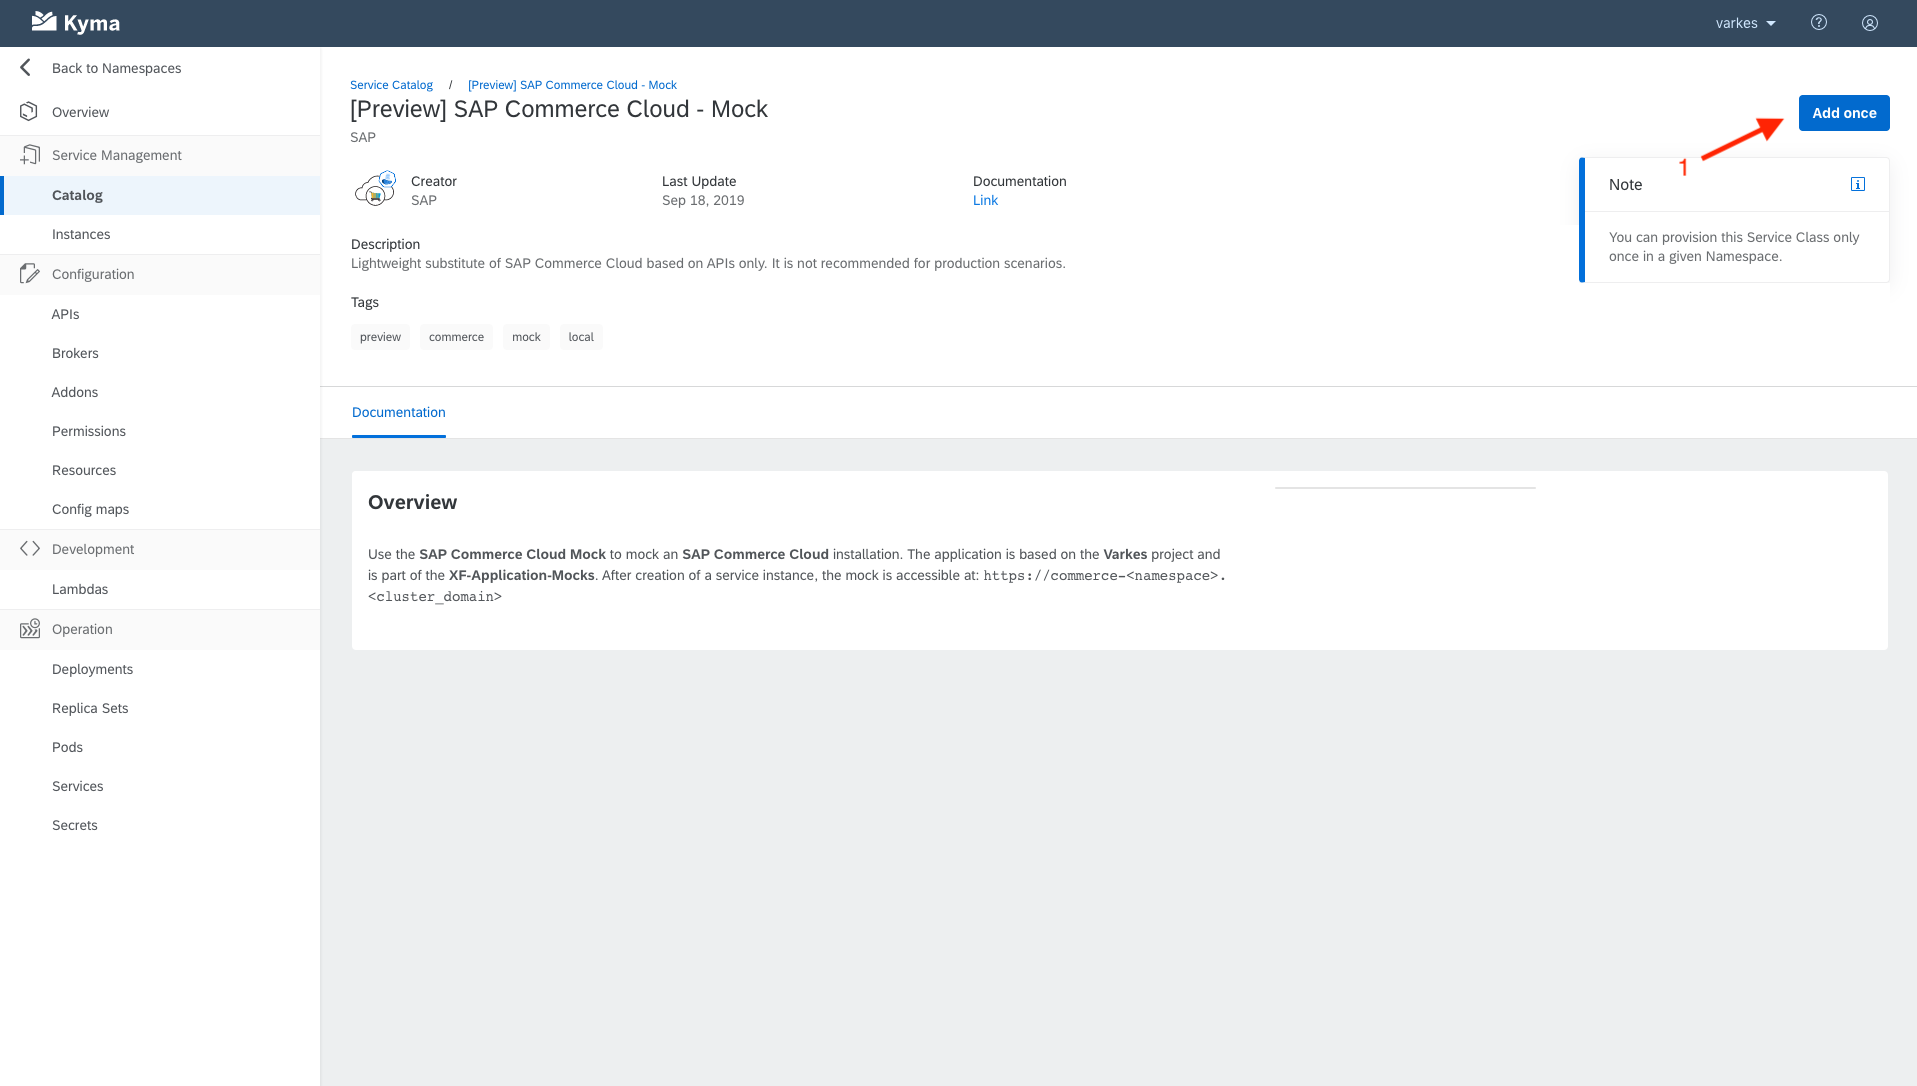 Kyma
varkes
Back to Namespaces
Overview
Service Management
Catalog
Instances
Configuration
APIs
Brokers
Addons
Permissions
Resources
Config maps
Development
Lambdas
Operation
Deployments
Replica Sets
Pods
Services
Secrets
Service Catalog / [Preview] SAP Commerce Cloud - Mock
[Preview] SAP Commerce Cloud - Mock
SAP
Add once
1
Creator
SAP
Last Update
Sep 18, 2019
Documentation
Link
Note
You can provision this Service Class only
once in a given Namespace.
Description
Lightweight substitute of SAP Commerce Cloud based on APIs only. It is not recommended for production scenarios.
Tags
preview commerce mock local
Documentation
Overview
Use the SAP Commerce Cloud Mock to mock an SAP Commerce Cloud installation. The application is based on the Varkes project and
is part of the XF-Application-Mocks. After creation of a service instance, the mock is accessible at: https://commerce-<namespace>.
<cluster_domain>